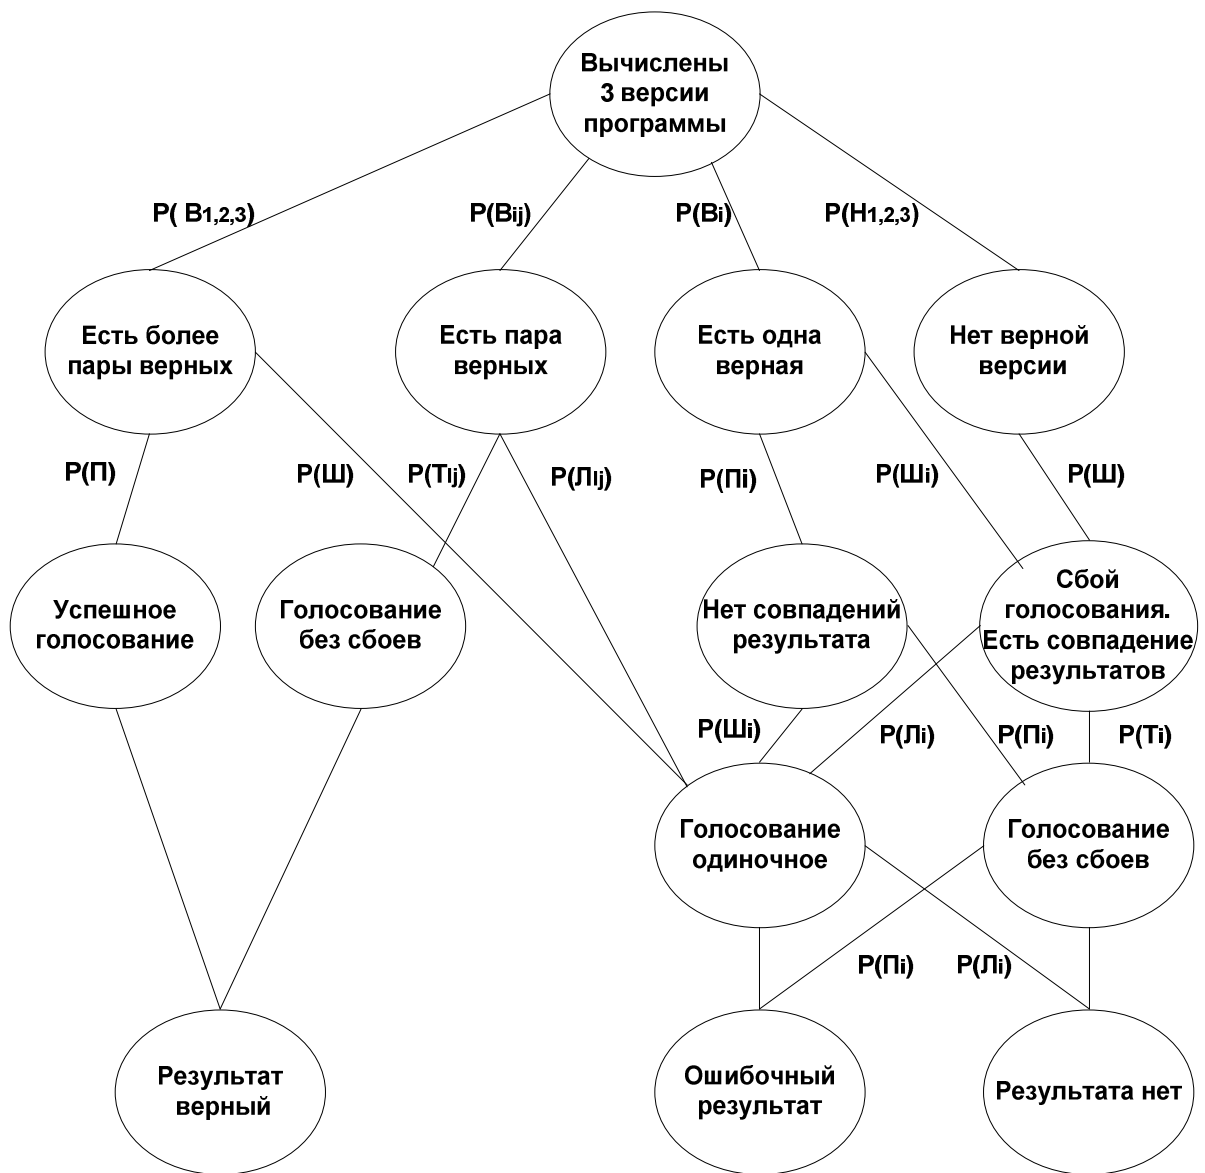 Вычислены
3 версии
программы
P( B1,2,3)
P(Bij)
P(Bi)
P(H1,2,3)
Есть более
пары верных
Есть пара
верных
Есть одна
верная
Нет верной
версии
P(П)
P(Ш)
P(Tij)
P(Лij)
P(Пi)
P(Шi)
P(Ш)
Успешное
голосование
Голосование
без сбоев
Нет совпадений
результата
Сбой
голосования.
Есть совпадение
результатов
P(Шi)
P(Лi)
P(Пi)
P(Ti)
Голосование
одиночное
Голосование
без сбоев
P(Пi)
P(Лi)
Результат
верный
Ошибочный
результат
Результата нет